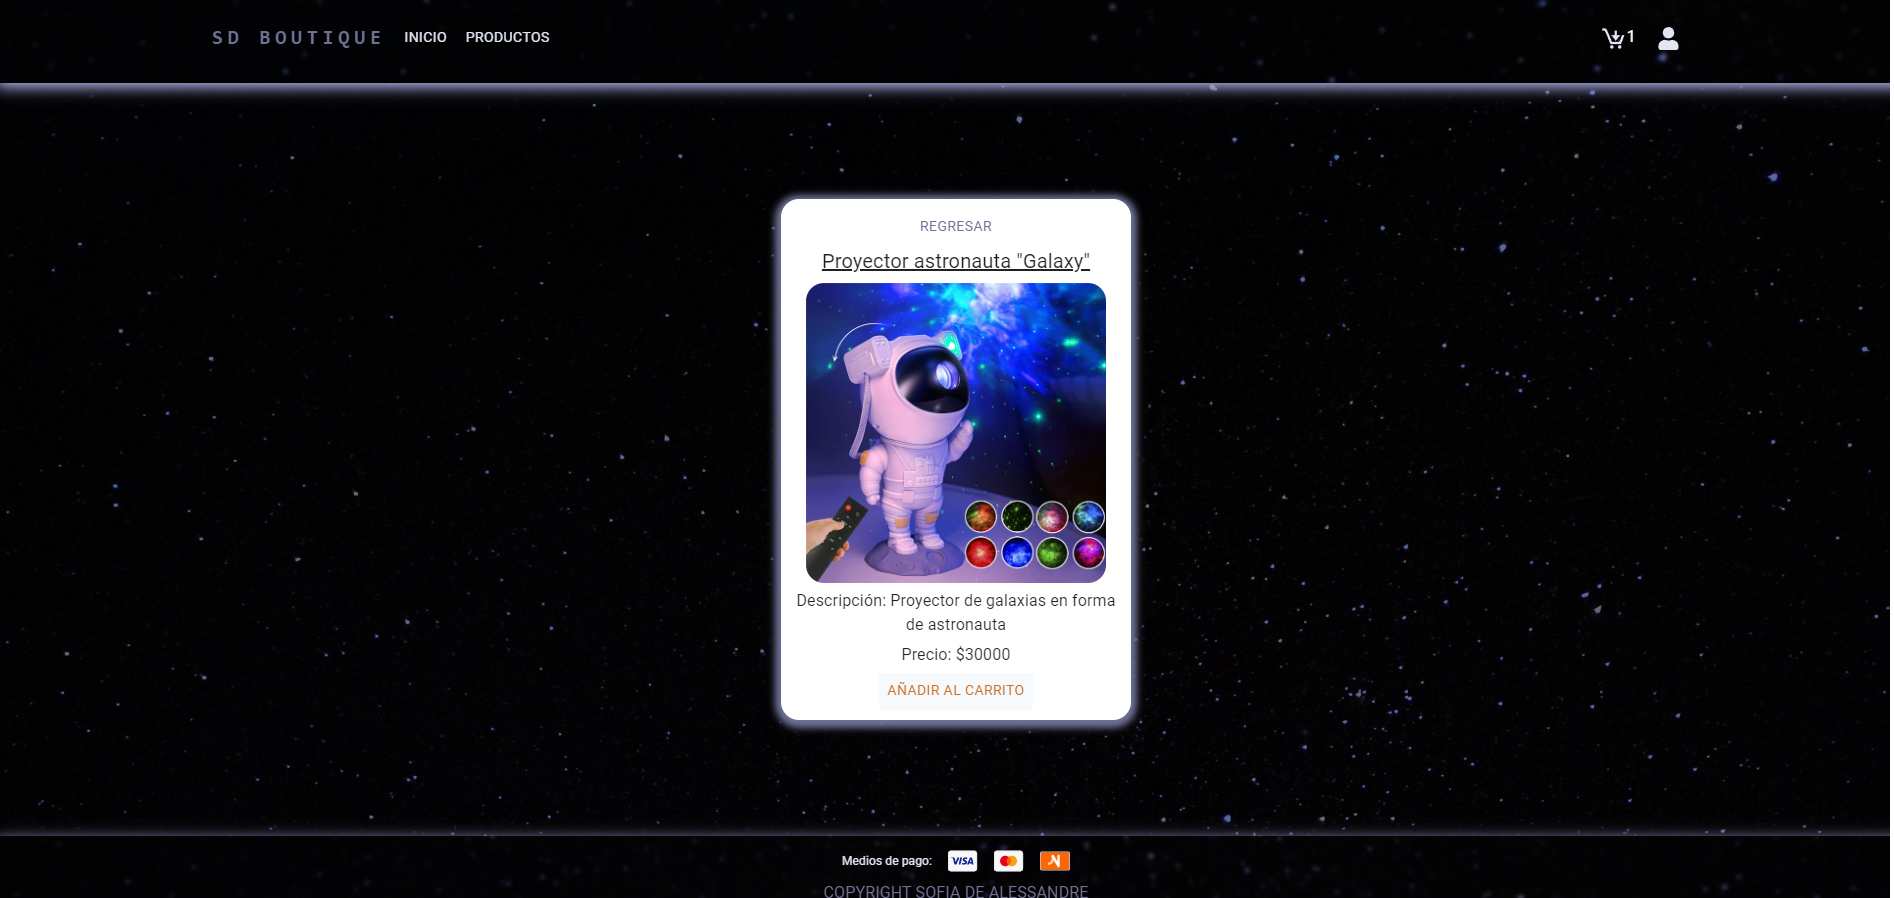 SD BOUTIQUE INICIO PRODUCTOS 1
REGRESAR
Proyector astronauta "Galaxy"
Descripción: Proyector de galaxias en forma
de astronauta
Precio: $30000
AÑADIR AL CARRITO
Medios de pago: VISA
COPYRIGHT SOFIA DE ALESSANDRE